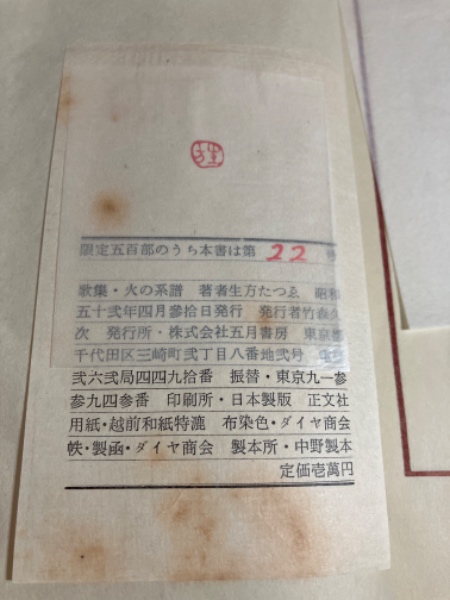 限定五百部のうち本書は第 22
歌集・火の系譜 著者生方たつゑ 昭和
五十弐年四月参拾日発行 発行者竹森久
次 発行所・株式会社五月書房 東京都
千代田区三崎町弐丁目八番地弐号
弐六弐局四四九拾番 振替・東京九一参
参九四参番 印刷所・日本製版 正文社
用紙・越前和紙特漉 布染色・ダイヤ商会
帙・製函・ダイヤ商会 製本所・中野製本
定価壱萬円